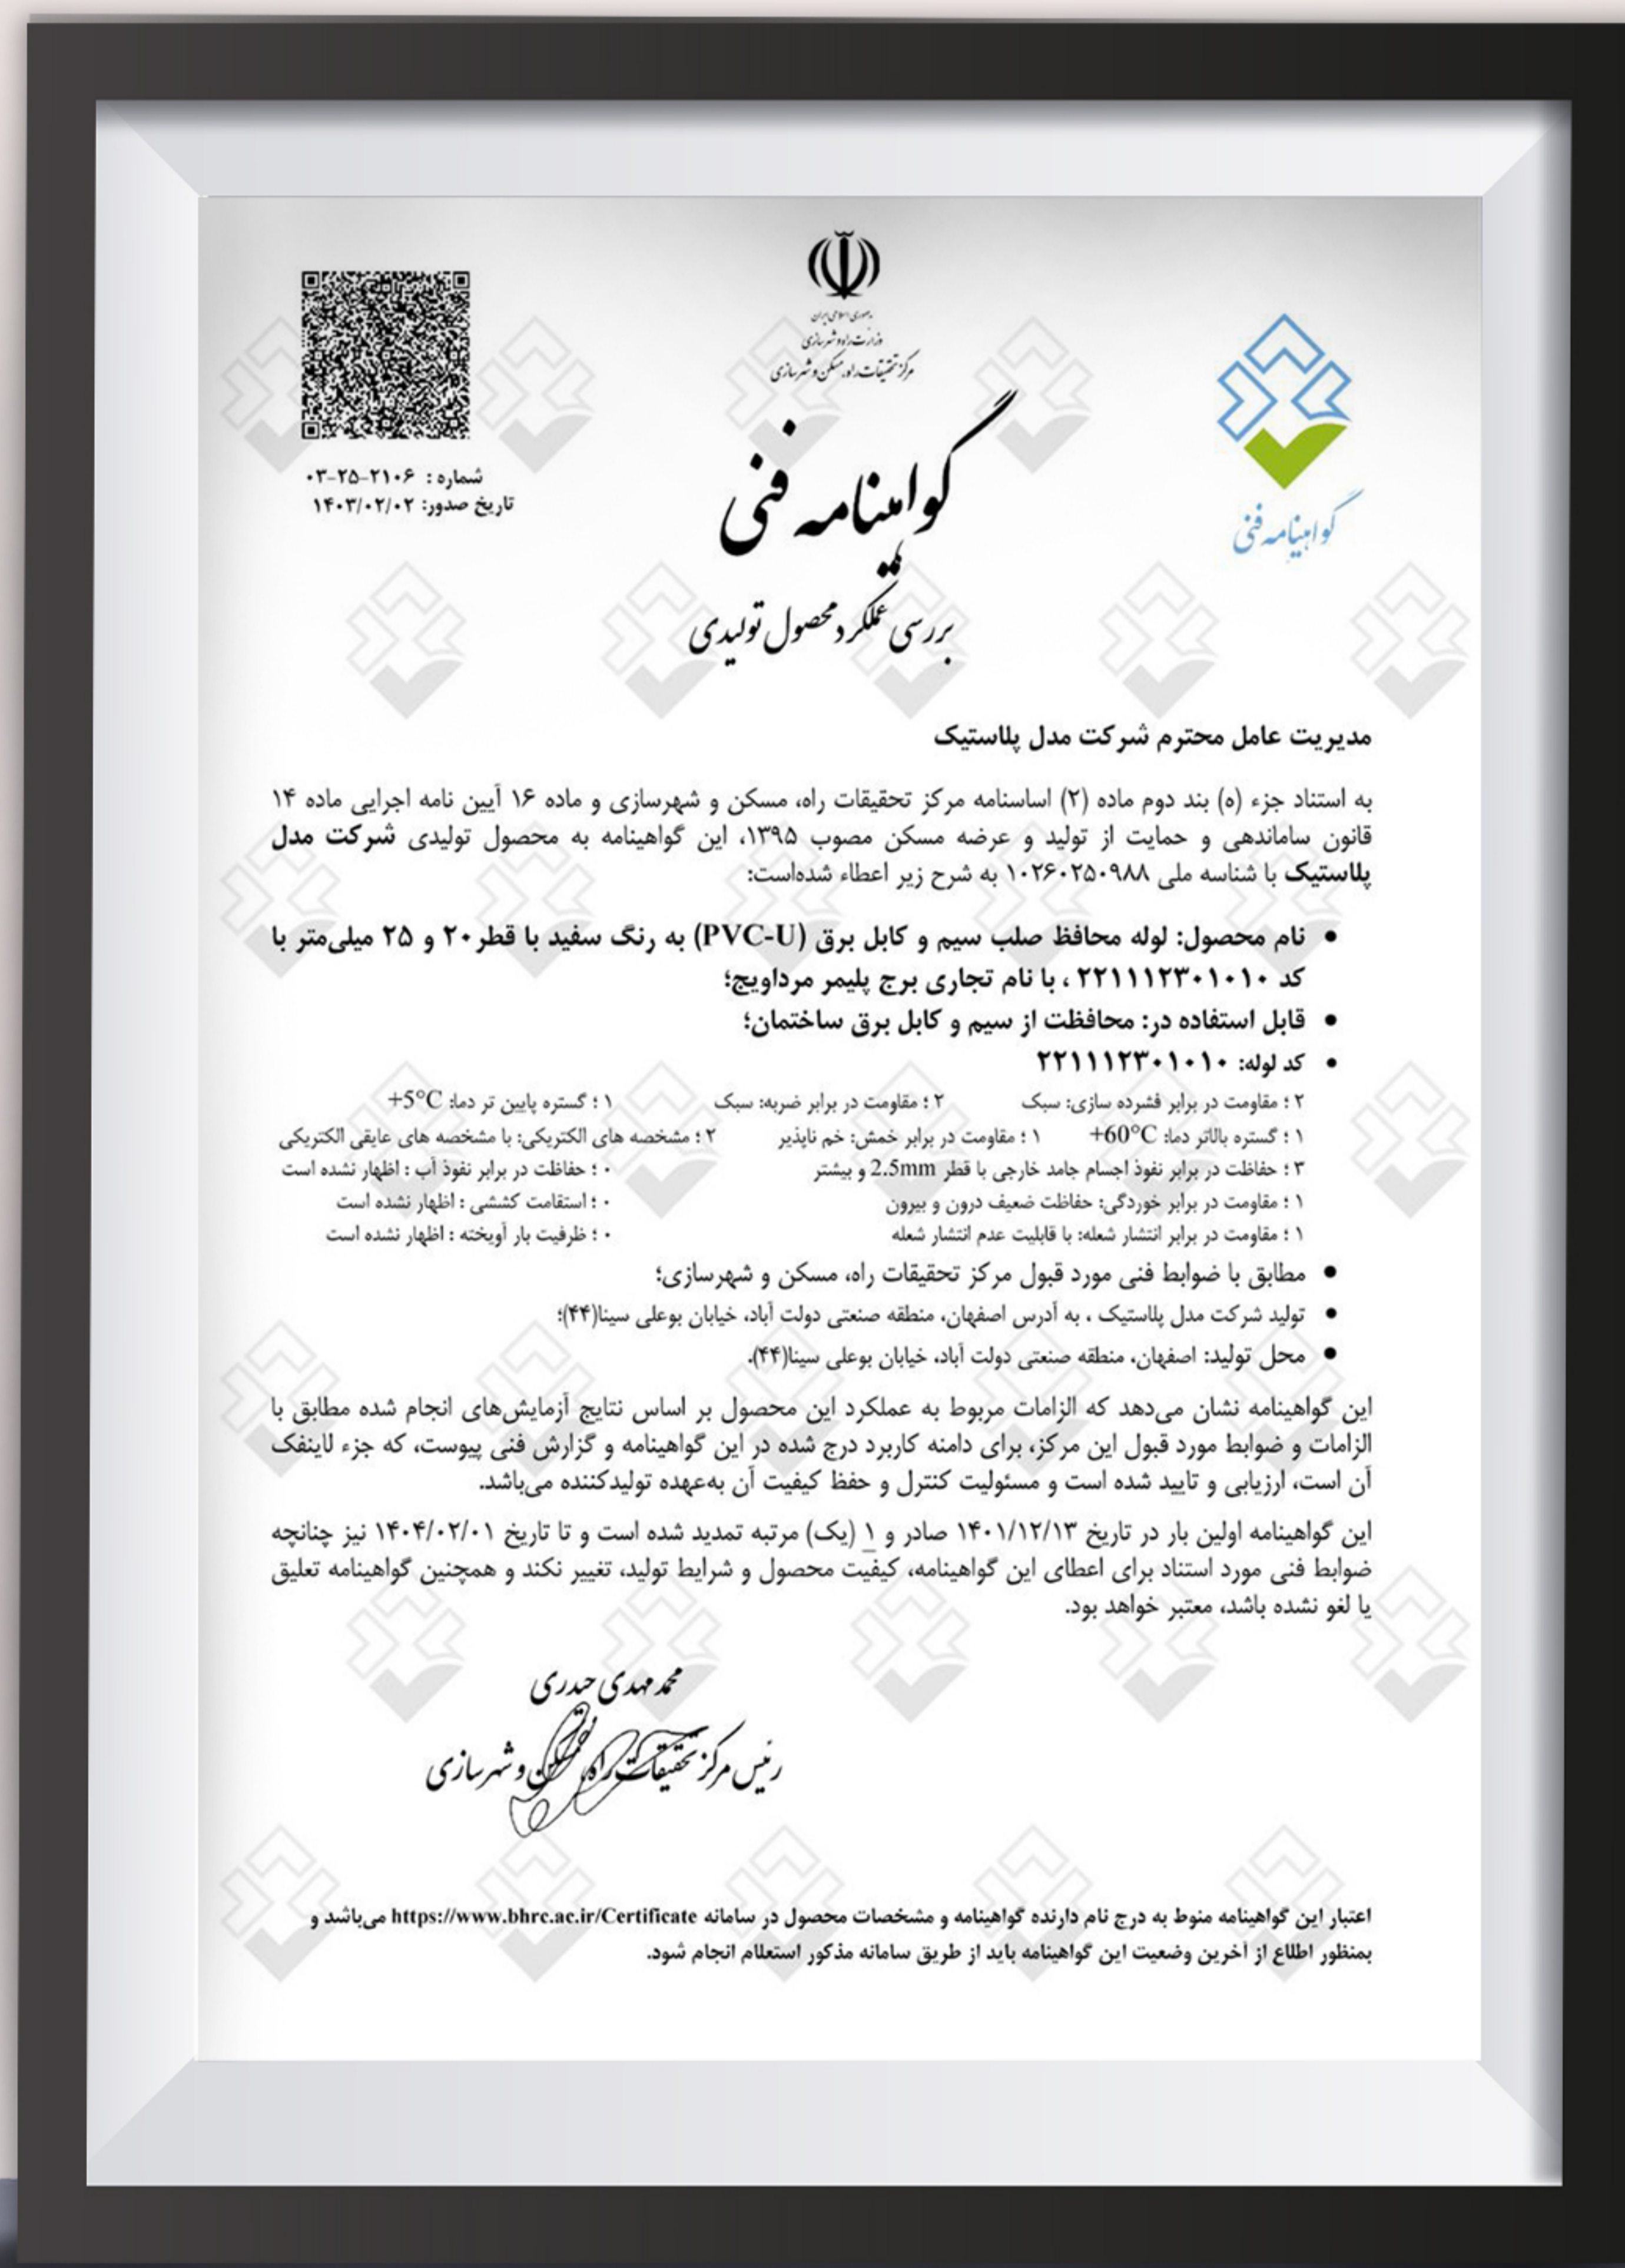 جمهوری اسلامی ایران
وزارت راه و شهرسازی
مرکز تحقیقات راه، مسکن و شهرسازی
گواهینامه فنی
بررسی عملکرد محصول تولیدی
شماره : ۲۱۰۶-۲۵-۰۳
تاریخ صدور: ۱۴۰۳/۰۲/۰۲
گواهینامه فنی
مدیریت عامل محترم شرکت مدل پلاستیک
به استناد جزء (ه) بند دوم ماده (۲) اساسنامه مرکز تحقیقات راه، مسکن و شهرسازی و ماده ۱۶ آیین نامه اجرایی ماده ۱۴
قانون ساماندهی و حمایت از تولید و عرضه مسکن مصوب ۱۳۹۵، این گواهینامه به محصول تولیدی شرکت مدل
پلاستیک با شناسه ملی ۱۰۲۶۰۲۵۰۹۸۸ به شرح زیر اعطاء شده‌است:
• نام محصول: لوله محافظ صلب سیم و کابل برق (PVC-U) به رنگ سفید با قطر۲۰ و ۲۵ میلی‌متر با
کد ۲۲۱۱۱۲۳۰۱۰۱۰ ، با نام تجاری برج پلیمر مرداویج؛
• قابل استفاده در: محافظت از سیم و کابل برق ساختمان؛
• کد لوله: ۲۲۱۱۱۲۳۰۱۰۱۰
۲ ؛ مقاومت در برابر فشرده سازی: سبک ۲ ؛ مقاومت در برابر ضربه: سبک ۱ ؛ گستره پایین تر دما: 5°C+
۱ ؛ گستره بالاتر دما: 60°C+ ۱ ؛ مقاومت در برابر خمش: خم ناپذیر ۲ ؛ مشخصه های الکتریکی: با مشخصه های عایقی الکتریکی
۳ ؛ حفاظت در برابر نفوذ اجسام جامد خارجی با قطر 2.5mm و بیشتر ۰ ؛ حفاظت در برابر نفوذ آب : اظهار نشده است
۱ ؛ مقاومت در برابر خوردگی: حفاظت ضعیف درون و بیرون ۰ ؛ استقامت کششی : اظهار نشده است
۱ ؛ مقاومت در برابر انتشار شعله: با قابلیت عدم انتشار شعله ۰ ؛ ظرفیت بار آویخته : اظهار نشده است
• مطابق با ضوابط فنی مورد قبول مرکز تحقیقات راه، مسکن و شهرسازی؛
• تولید شرکت مدل پلاستیک ، به آدرس اصفهان، منطقه صنعتی دولت آباد، خیابان بوعلی سینا(۴۴)؛
• محل تولید: اصفهان، منطقه صنعتی دولت آباد، خیابان بوعلی سینا(۴۴).
این گواهینامه نشان می‌دهد که الزامات مربوط به عملکرد این محصول بر اساس نتایج آزمایش‌های انجام شده مطابق با
الزامات و ضوابط مورد قبول این مرکز، برای دامنه کاربرد درج شده در این گواهینامه و گزارش فنی پیوست، که جزء لاینفک
آن است، ارزیابی و تایید شده است و مسئولیت کنترل و حفظ کیفیت آن به‌عهده تولیدکننده می‌باشد.
این گواهینامه اولین بار در تاریخ ۱۴۰۱/۱۲/۱۳ صادر و ۱ (یک) مرتبه تمدید شده است و تا تاریخ ۱۴۰۴/۰۲/۰۱ نیز چنانچه
ضوابط فنی مورد استناد برای اعطای این گواهینامه، کیفیت محصول و شرایط تولید، تغییر نکند و همچنین گواهینامه تعلیق
یا لغو نشده باشد، معتبر خواهد بود.
محمد مهدی حیدری
رئیس مرکز تحقیقات راه، مسکن و شهرسازی
اعتبار این گواهینامه منوط به درج نام دارنده گواهینامه و مشخصات محصول در سامانه https://www.bhrc.ac.ir/Certificate می‌باشد و
بمنظور اطلاع از آخرین وضعیت این گواهینامه باید از طریق سامانه مذکور استعلام انجام شود.